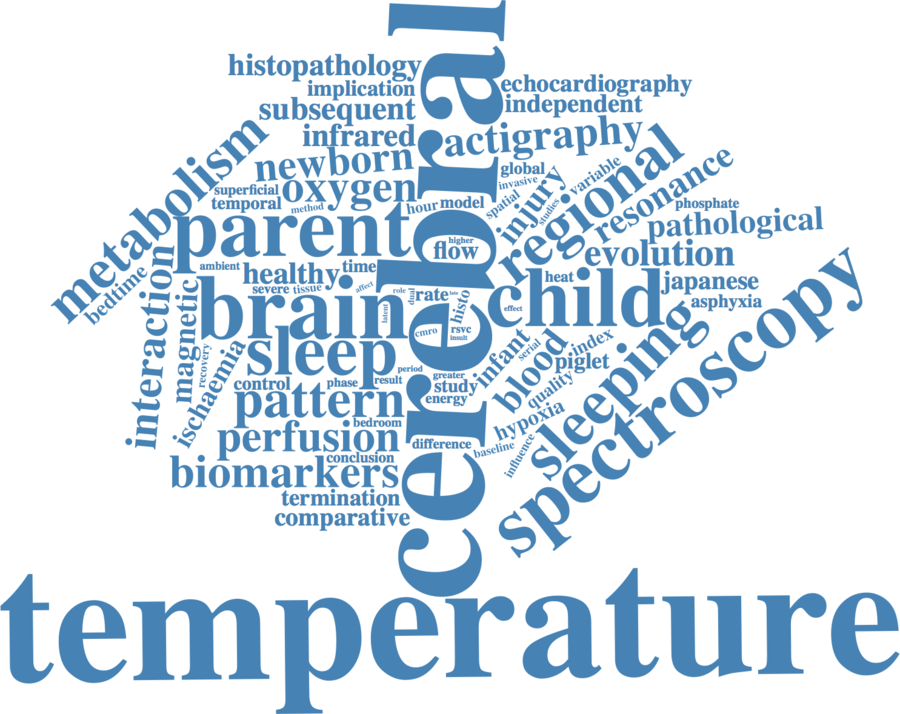 cerebral
histopathology
implication
echocardiography
subsequent
independent
infrared
actigraphy
metabolism
newborn
global
invasive
variable
regional
resonance
superficial
oxygen
temporal
method
hour
model
spatial
injury
studies
phosphate
parent
pathological
higher
flow
evolution
ambient
healthy
time
heat
japanese
bedtime
interaction
magnetic
severe
tissue
affect
role
dual
rate
late
histo
child
effect
asphyxia
brain
latent
cmro
rsvc
insult
sleep
recovery
ischaemia
infant
serial
blood
index
piglet
sleeping
spectroscopy
period
control
phase
result
greater
study
energy
quality
pattern
bedroom
hypoxia
perfusion
difference
baseline
influence
conclusion
biomarkers
termination
comparative
temperature